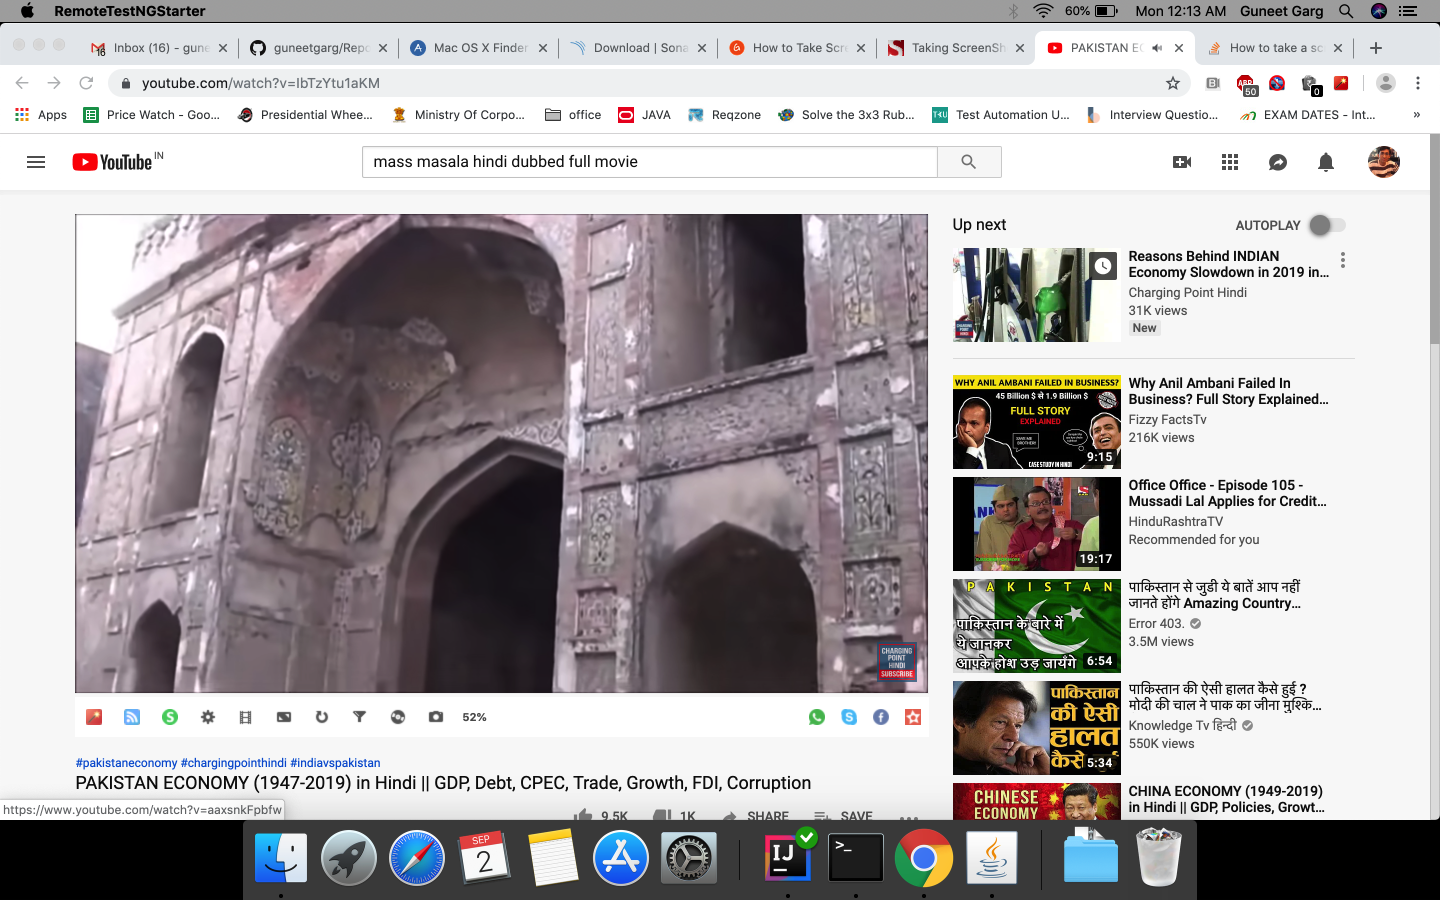 RemoteTestNGStarter
60%
Mon 12:13 AM
Guneet Garg
16
Inbox (16) - gune
guneetgarg/Repo
Mac OS X Finder
Download | Sona
How to Take Scr
Taking ScreenSh
PAKISTAN EC
How to take a sc
youtube.com/watch?v=IbTzYtu1aKM
ABP
50
0
Apps
Price Watch - Goo...
Presidential Whee...
Ministry Of Corpo...
office
JAVA
Reqzone
Solve the 3x3 Rub...
Test Automation U...
Interview Questio...
EXAM DATES - Int...
»
YouTube IN
mass masala hindi dubbed full movie
CHARGING
POINT
HINDI
SUBSCRIBE
52%
#pakistaneconomy #chargingpointhindi #indiavspakistan
PAKISTAN ECONOMY (1947-2019) in Hindi || GDP, Debt, CPEC, Trade, Growth, FDI, Corruption
9.5K
1K
SHARE
SAVE
https://www.youtube.com/watch?v=aaxsnkFpbfw
Up next
AUTOPLAY
Reasons Behind INDIAN
Economy Slowdown in 2019 in...
Charging Point Hindi
31K views
New
WHY ANIL AMBANI FAILED IN BUSINESS?
45 Billion $ से 1.9 Billion $
FULL STORY
EXPLAINED
CASE STUDY IN HINDI
9:15
Why Anil Ambani Failed In
Business? Full Story Explained...
Fizzy FactsTv
216K views
19:17
Office Office - Episode 105 -
Mussadi Lal Applies for Credit...
HinduRashtraTV
Recommended for you
PAKISTAN
पाकिस्तान के बारे में
ये जानकर
आपके होश उड़ जायँगे
6:54
पाकिस्तान से जुडी ये बातें आप नहीं
जानते होंगे Amazing Country...
Error 403.
3.5M views
पाकिस्तान
की ऐसी
हालत
कैसे हुई
5:34
पाकिस्तान की ऐसी हालत कैसे हुई ?
मोदी की चाल ने पाक का जीना मुश्कि...
Knowledge Tv हिन्दी
550K views
CHINESE
ECONOMY
CHINA ECONOMY (1949-2019)
in Hindi || GDP, Policies, Growt...
SEP
2
IJ
>_